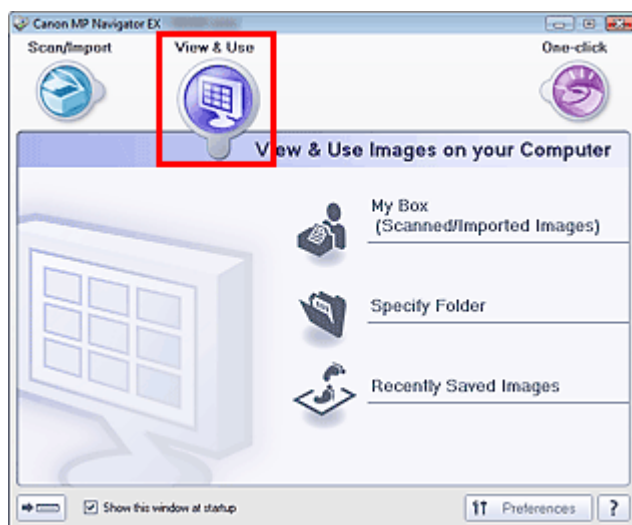 Canon MP Navigator EX
Scan/Import
View & Use
One-click
View & Use Images on your Computer
My Box
(Scanned/Imported Images)
Specify Folder
Recently Saved Images
Show this window at startup
Preferences
?